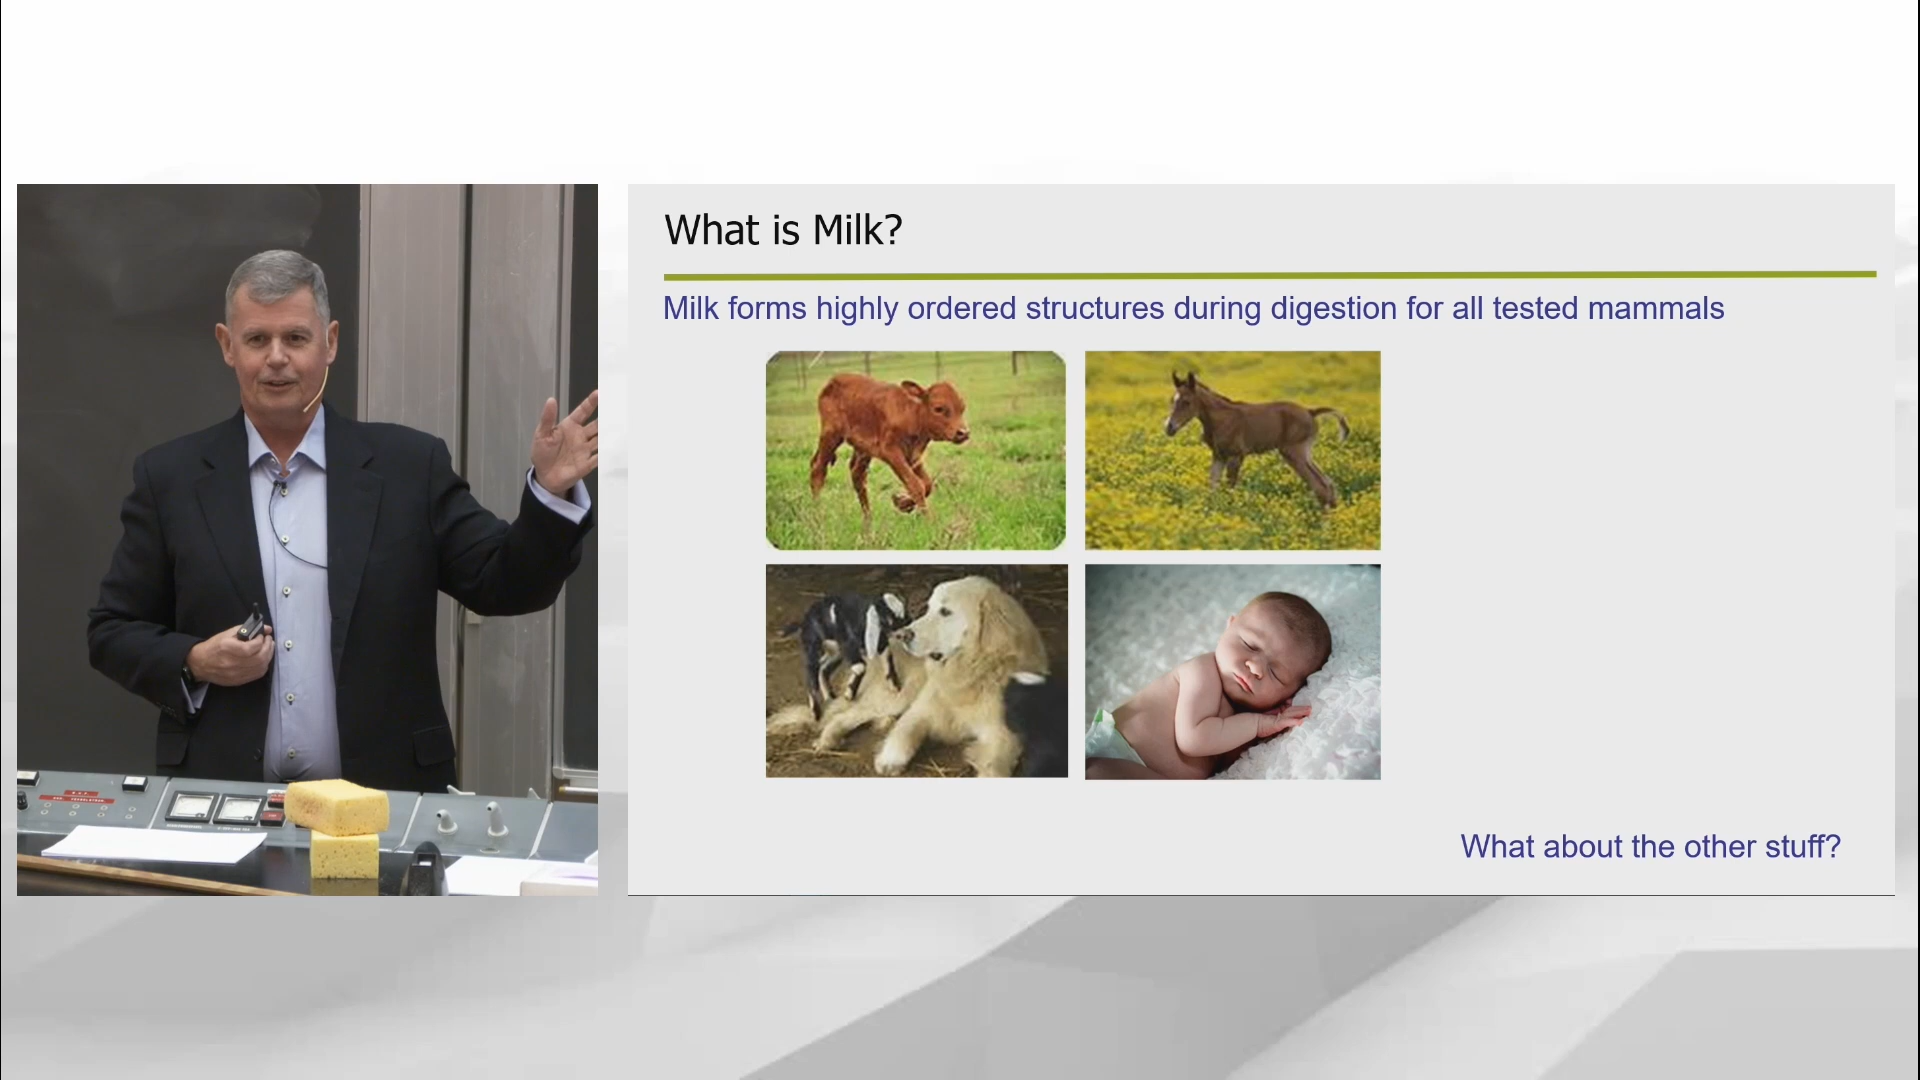 What is Milk?
Milk forms highly ordered structures during digestion for all tested mammals
What about the other stuff?